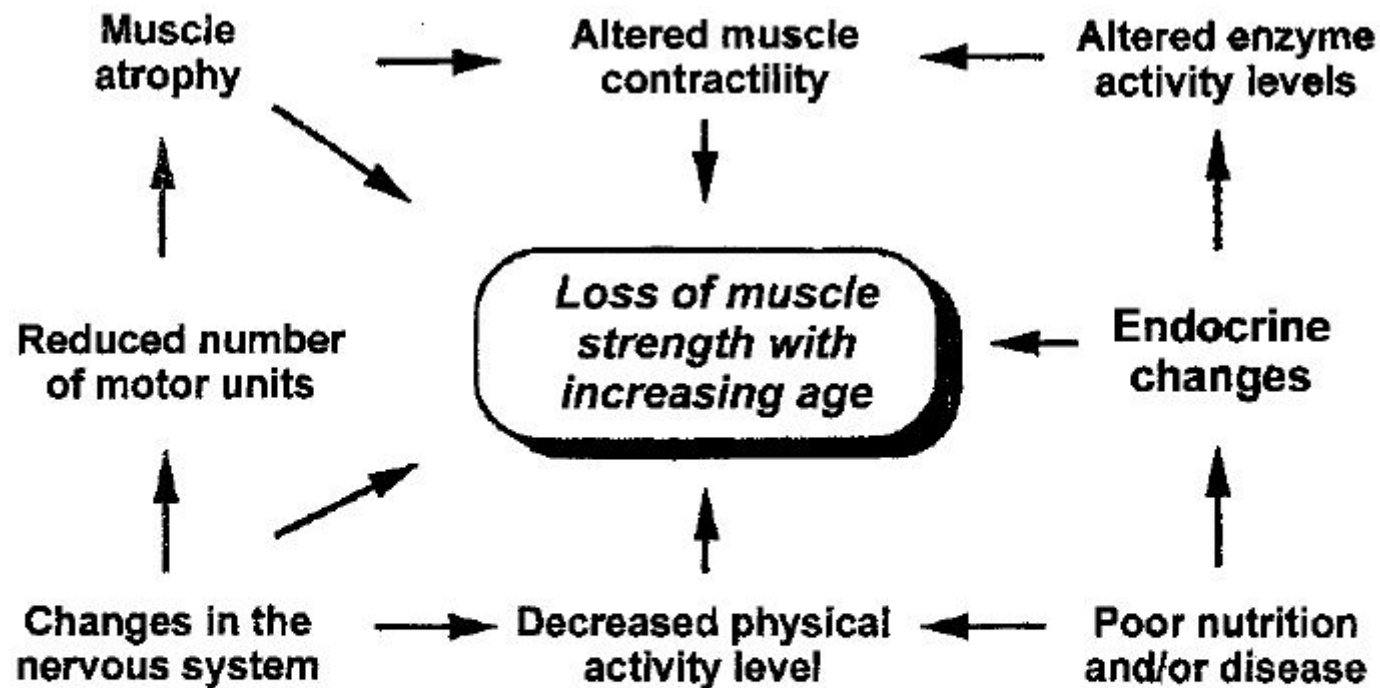 Muscle
atrophy
Altered muscle
contractility
Altered enzyme
activity levels
Reduced number
of motor units
Loss of muscle
strength with
increasing age
Endocrine
changes
Changes in the
nervous system
Decreased physical
activity level
Poor nutrition
and/or disease